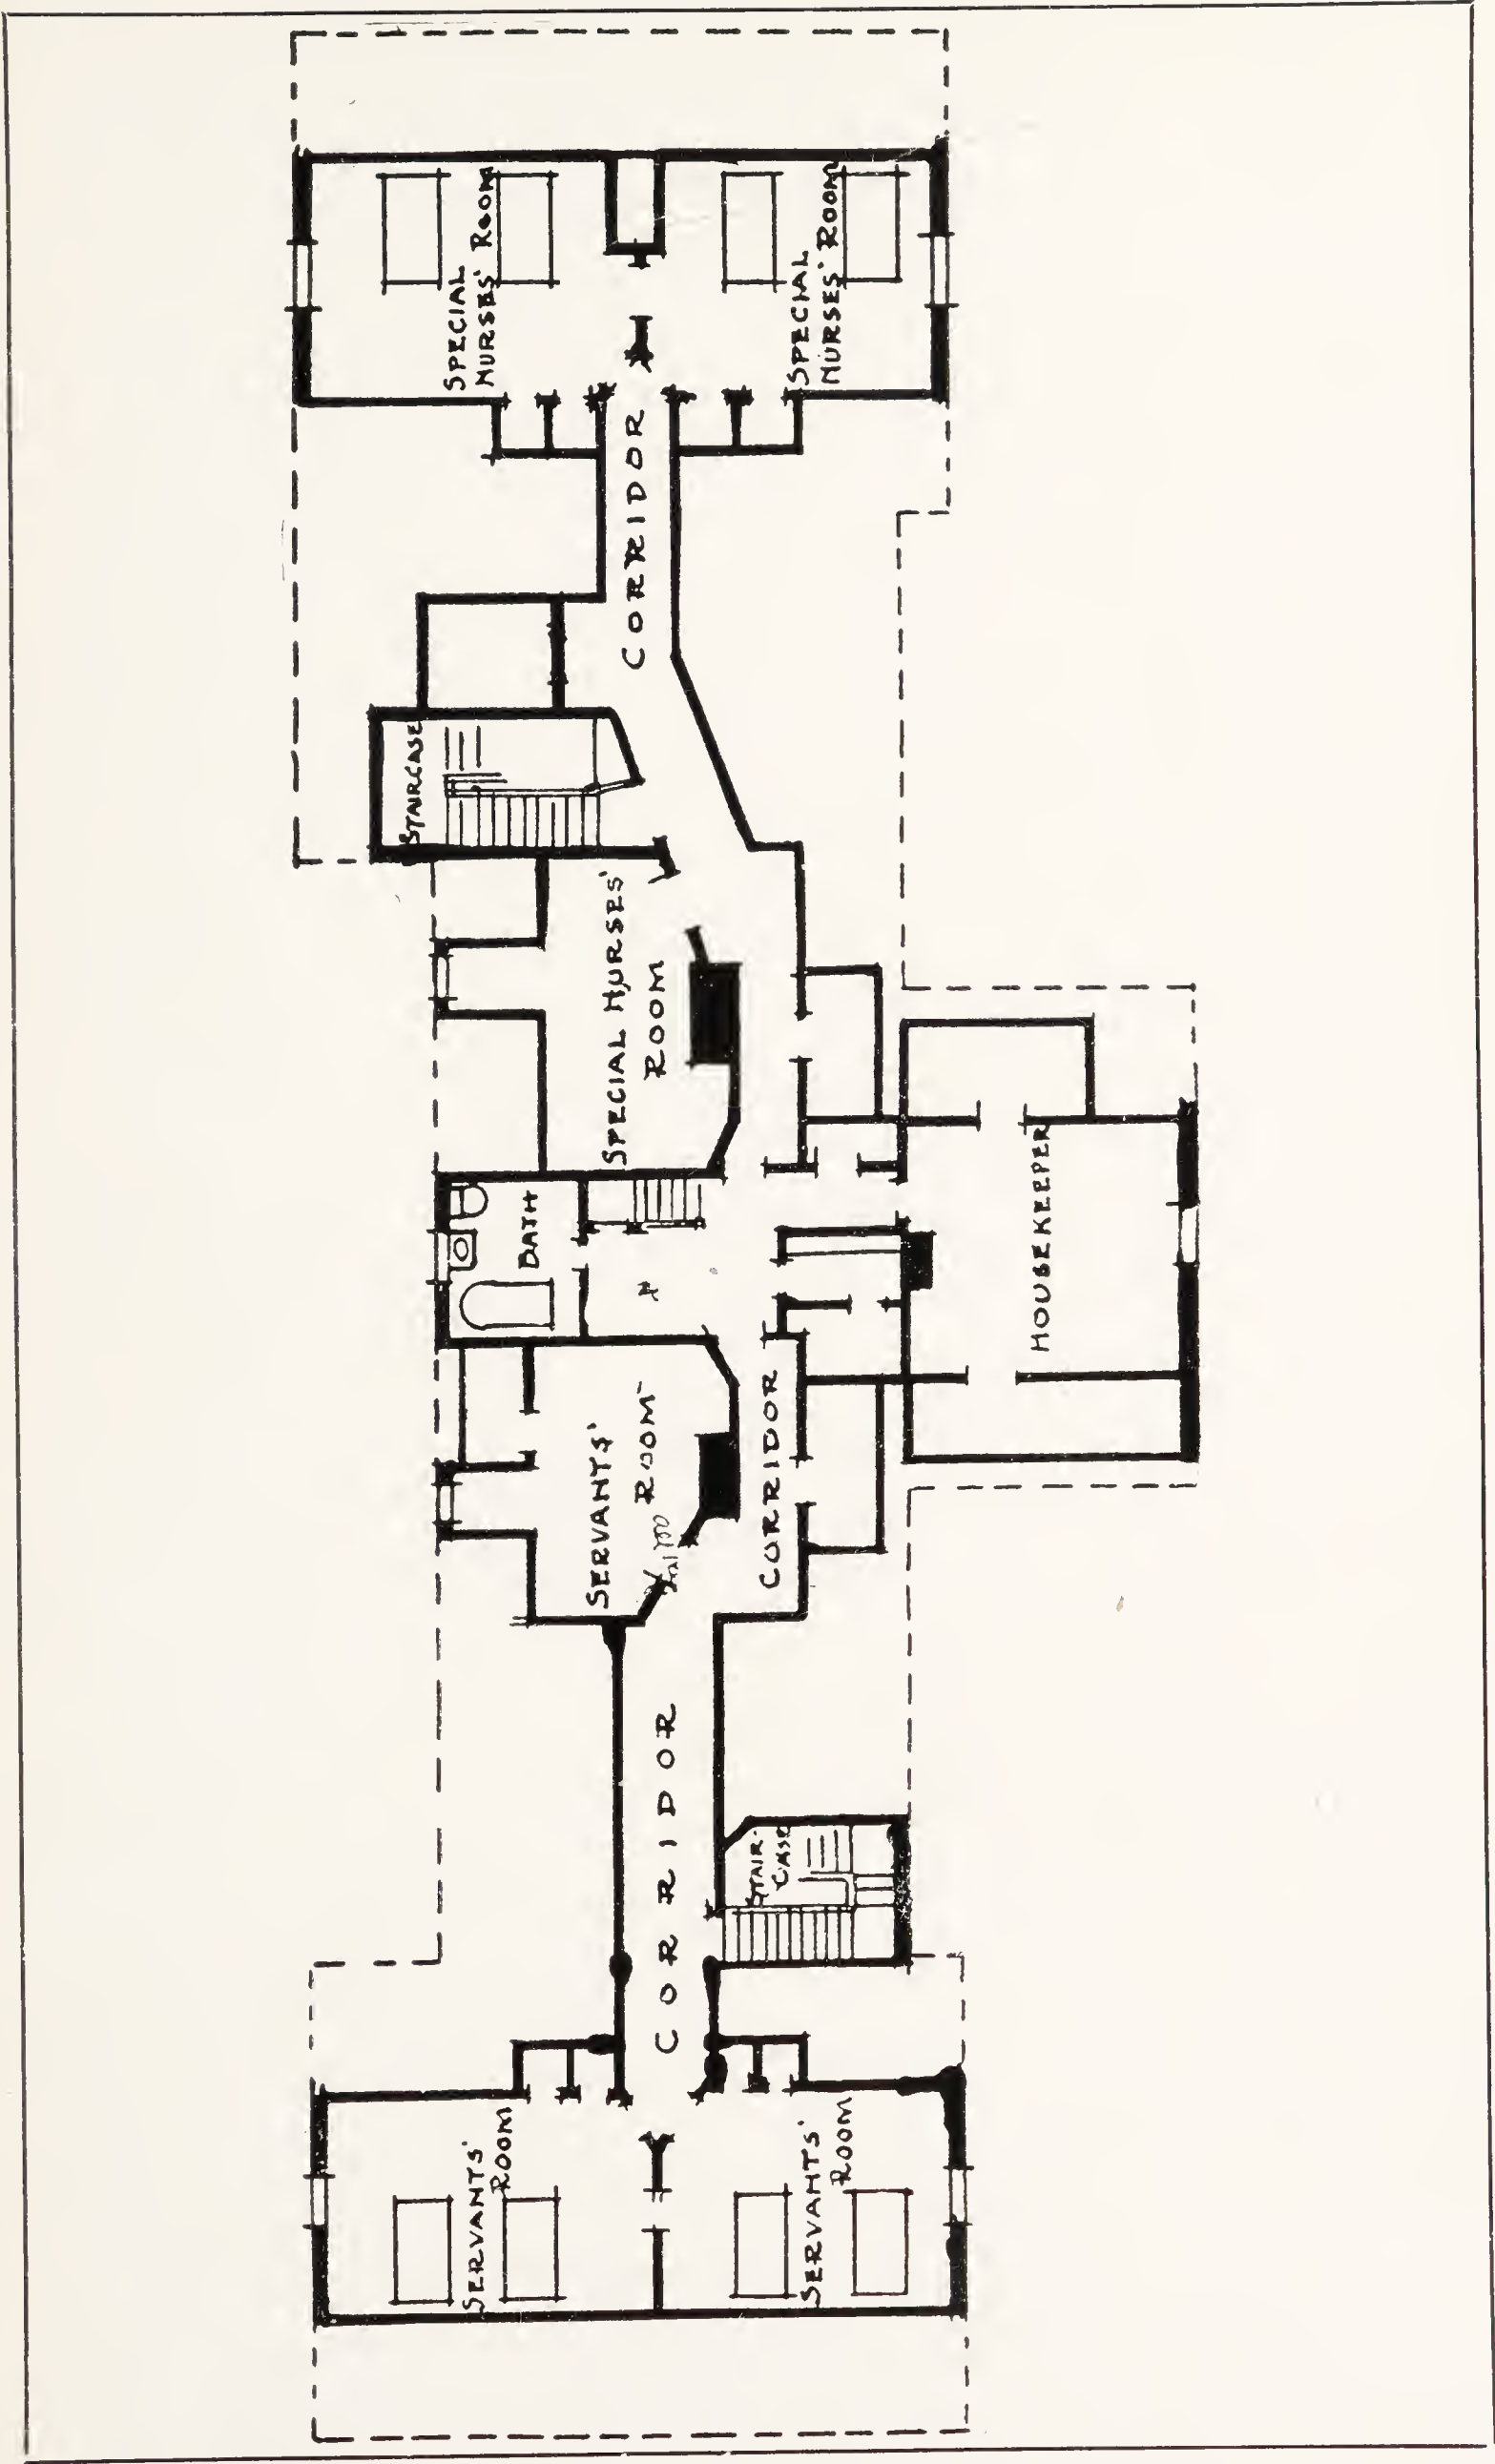 SPECIAL
NURSES' ROOM
SPECIAL
NURSES' ROOM
CORRIDOR
STAIRCASE
SPECIAL NURSES'
ROOM
BATH
HOUSEKEEPER
SERVANTS'
ROOM
CORRIDOR
CORRIDOR
STAIR-
CASE
SERVANTS'
ROOM
SERVANTS'
ROOM